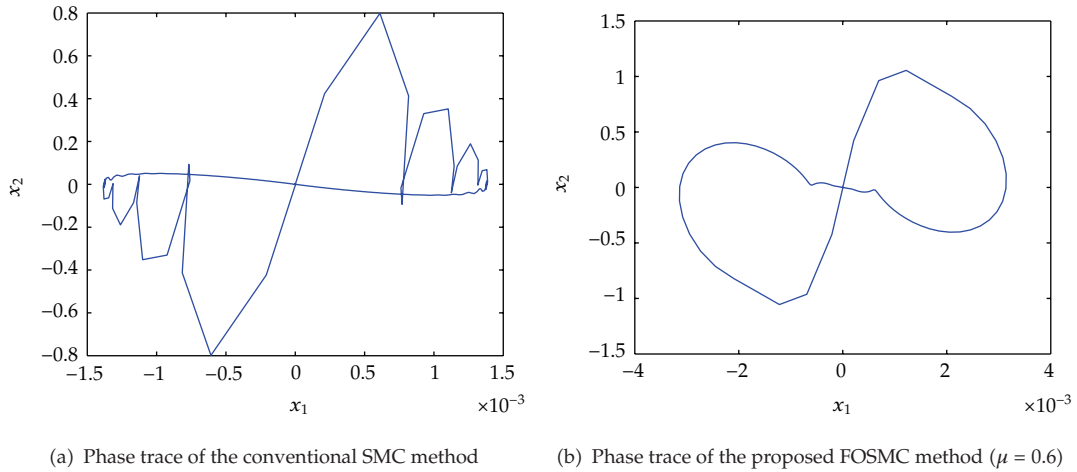 0.8
0.6
0.4
0.2
0
−0.2
−0.4
−0.6
−0.8
x₂
−1.5 −1 −0.5 0 0.5 1 1.5
×10⁻³
x₁
(a) Phase trace of the conventional SMC method
1.5
1
0.5
0
−0.5
−1
−1.5
x₂
−4 −2 0 2 4
×10⁻³
x₁
(b) Phase trace of the proposed FOSMC method (μ = 0.6)